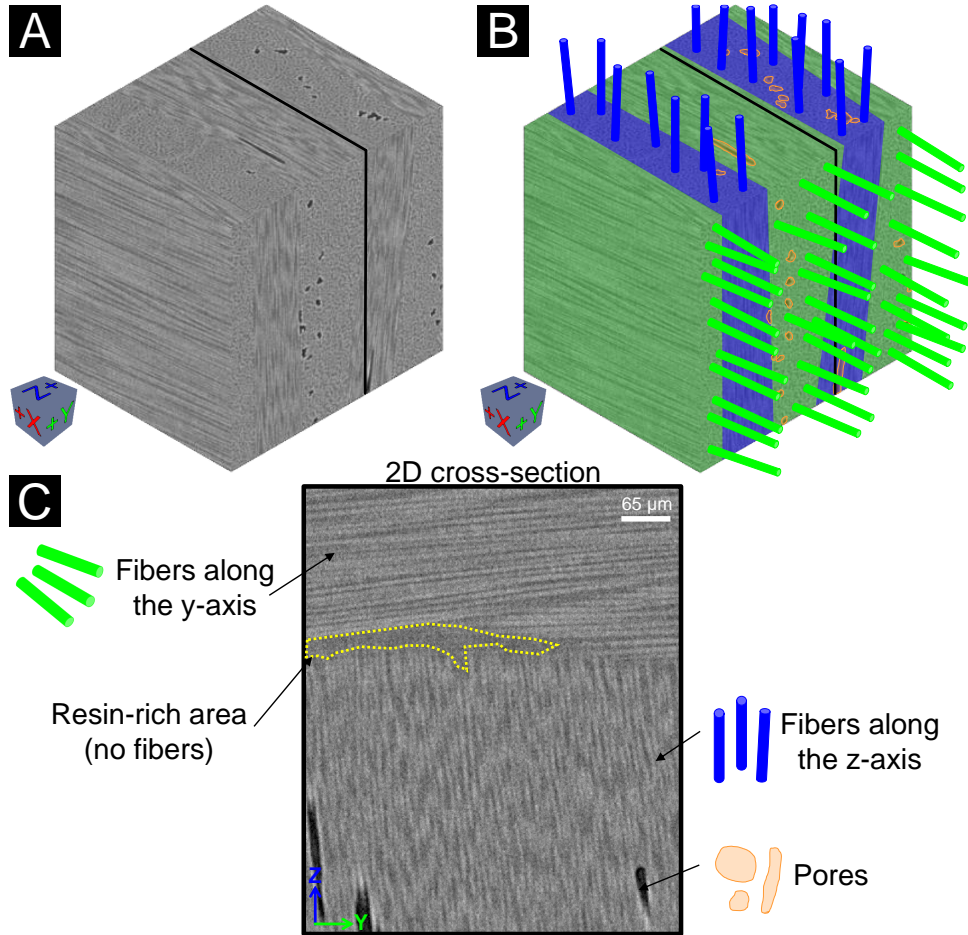 A
B
Z +
x X + Y
Z +
x X + Y
2D cross-section
C
65 µm
Fibers along
the y-axis
Resin-rich area
(no fibers)
Fibers along
the z-axis
Pores
Z
Y